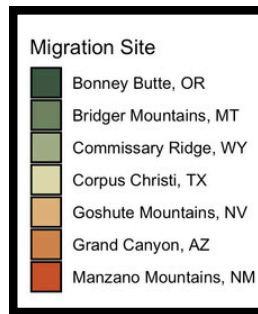 Migration Site
Bonney Butte, OR
Bridger Mountains, MT
Commissary Ridge, WY
Corpus Christi, TX
Goshute Mountains, NV
Grand Canyon, AZ
Manzano Mountains, NM